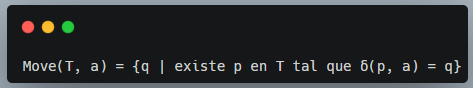 Move(T, a) = {q | existe p en T tal que δ(p, a) = q}